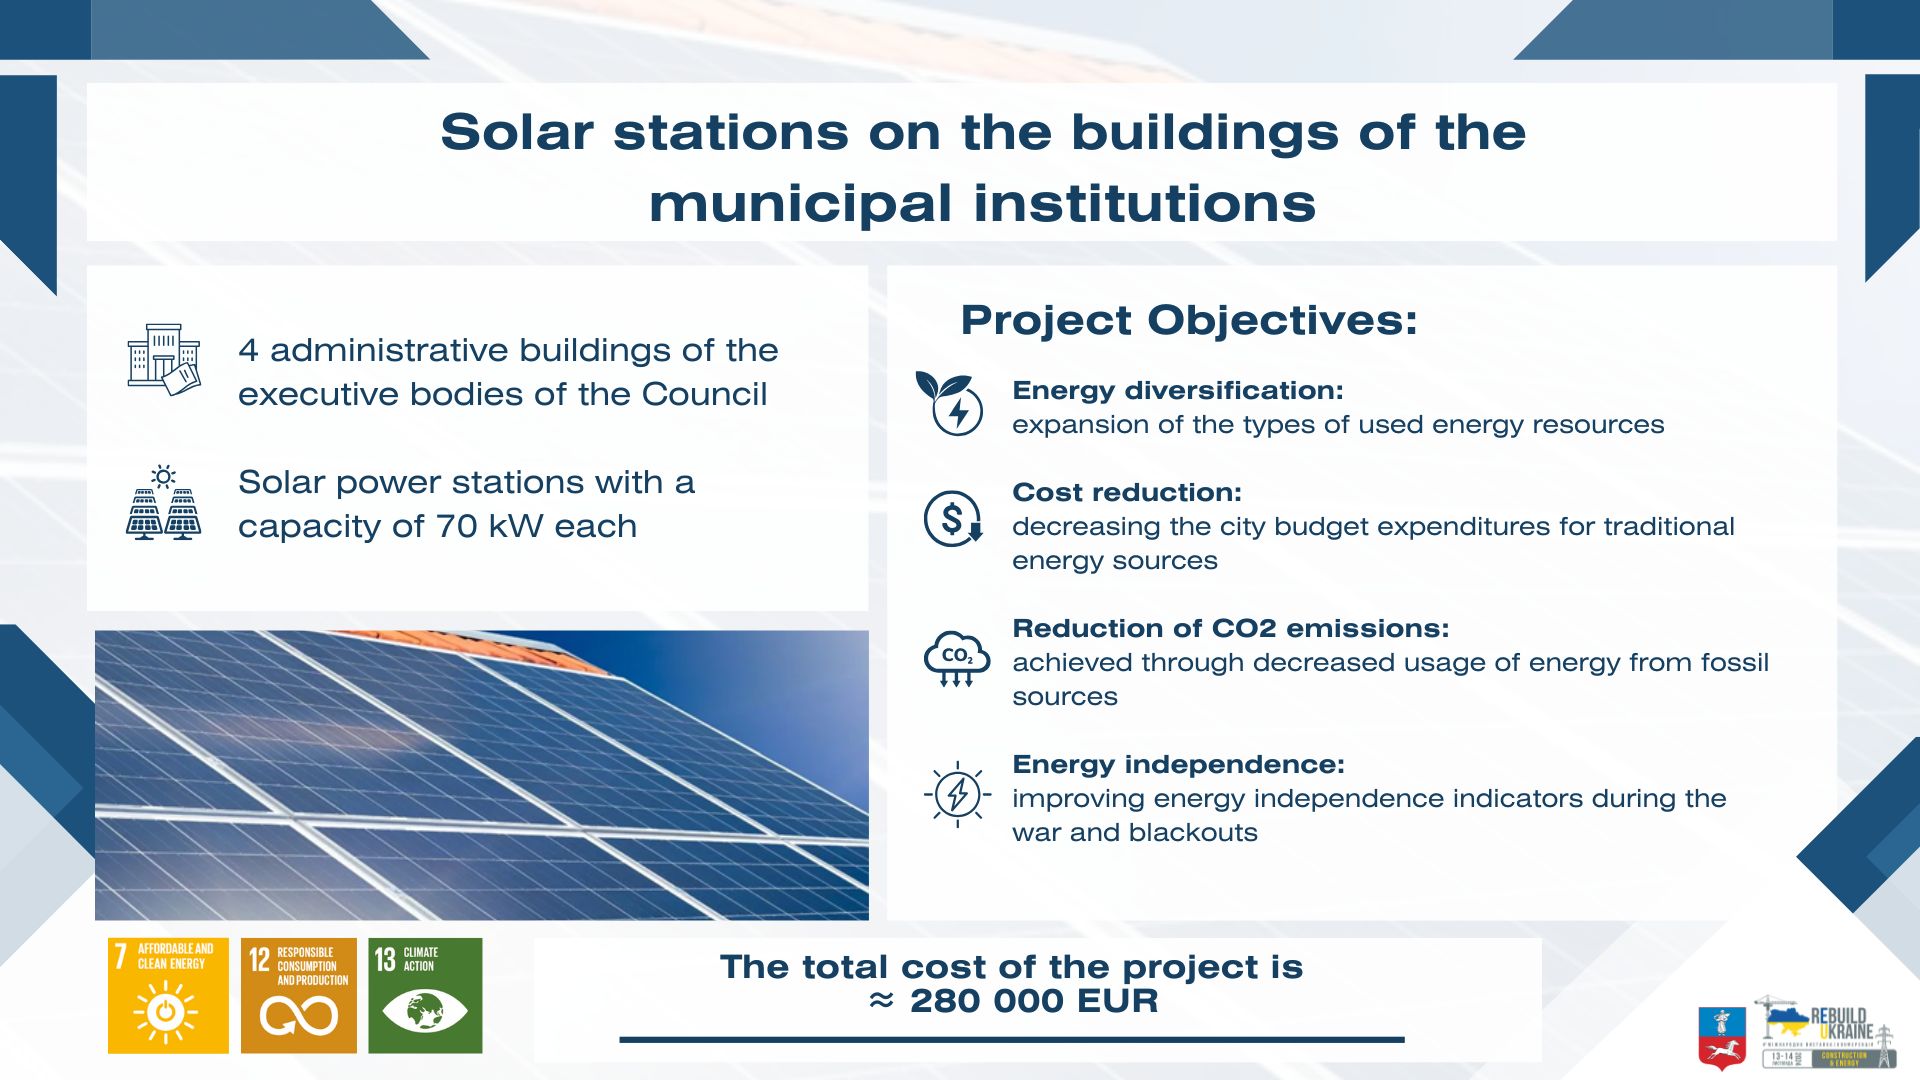 Solar stations on the buildings of the
municipal institutions
4 administrative buildings of the
executive bodies of the Council
Solar power stations with a
capacity of 70 kW each
Project Objectives:
Energy diversification:
expansion of the types of used energy resources
Cost reduction:
decreasing the city budget expenditures for traditional
energy sources
$
Reduction of CO2 emissions:
achieved through decreased usage of energy from fossil
sources
CO₂
Energy independence:
improving energy independence indicators during the
war and blackouts
7 AFFORDABLE AND
CLEAN ENERGY
12 RESPONSIBLE
CONSUMPTION
AND PRODUCTION
13 CLIMATE
ACTION
The total cost of the project is
≈ 280 000 EUR
REBUILD
UKRAINE
13-14
CONSTRUCTION
& ENERGY